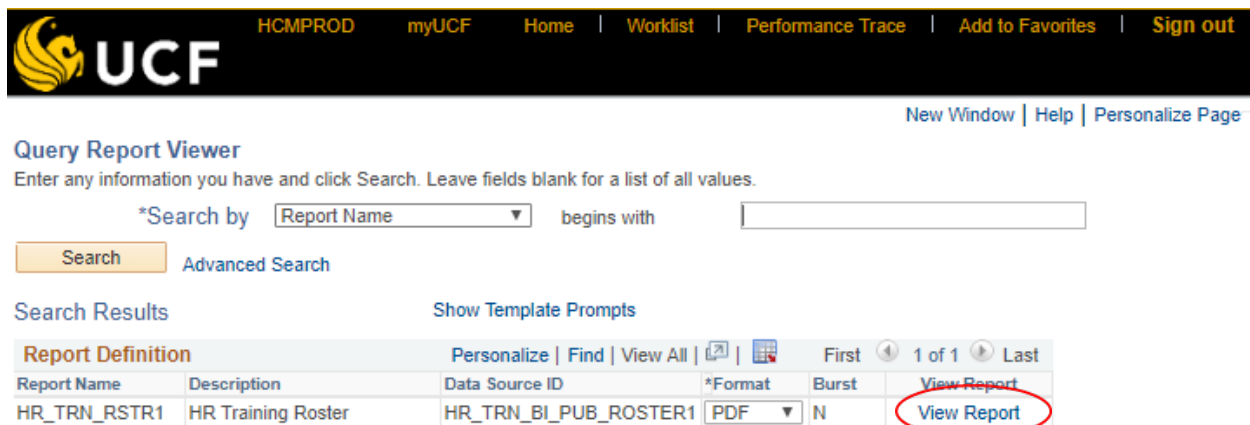 HCMPROD myUCF Home | Worklist | Performance Trace | Add to Favorites | Sign out
UCF
New Window | Help | Personalize Page
Query Report Viewer
Enter any information you have and click Search. Leave fields blank for a list of all values.
*Search by Report Name begins with
Search Advanced Search
Search Results Show Template Prompts
Report Definition Personalize | Find | View All | | First 1 of 1 Last
Report Name Description Data Source ID *Format Burst View Report
HR_TRN_RSTR1 HR Training Roster HR_TRN_BI_PUB_ROSTER1 PDF N View Report